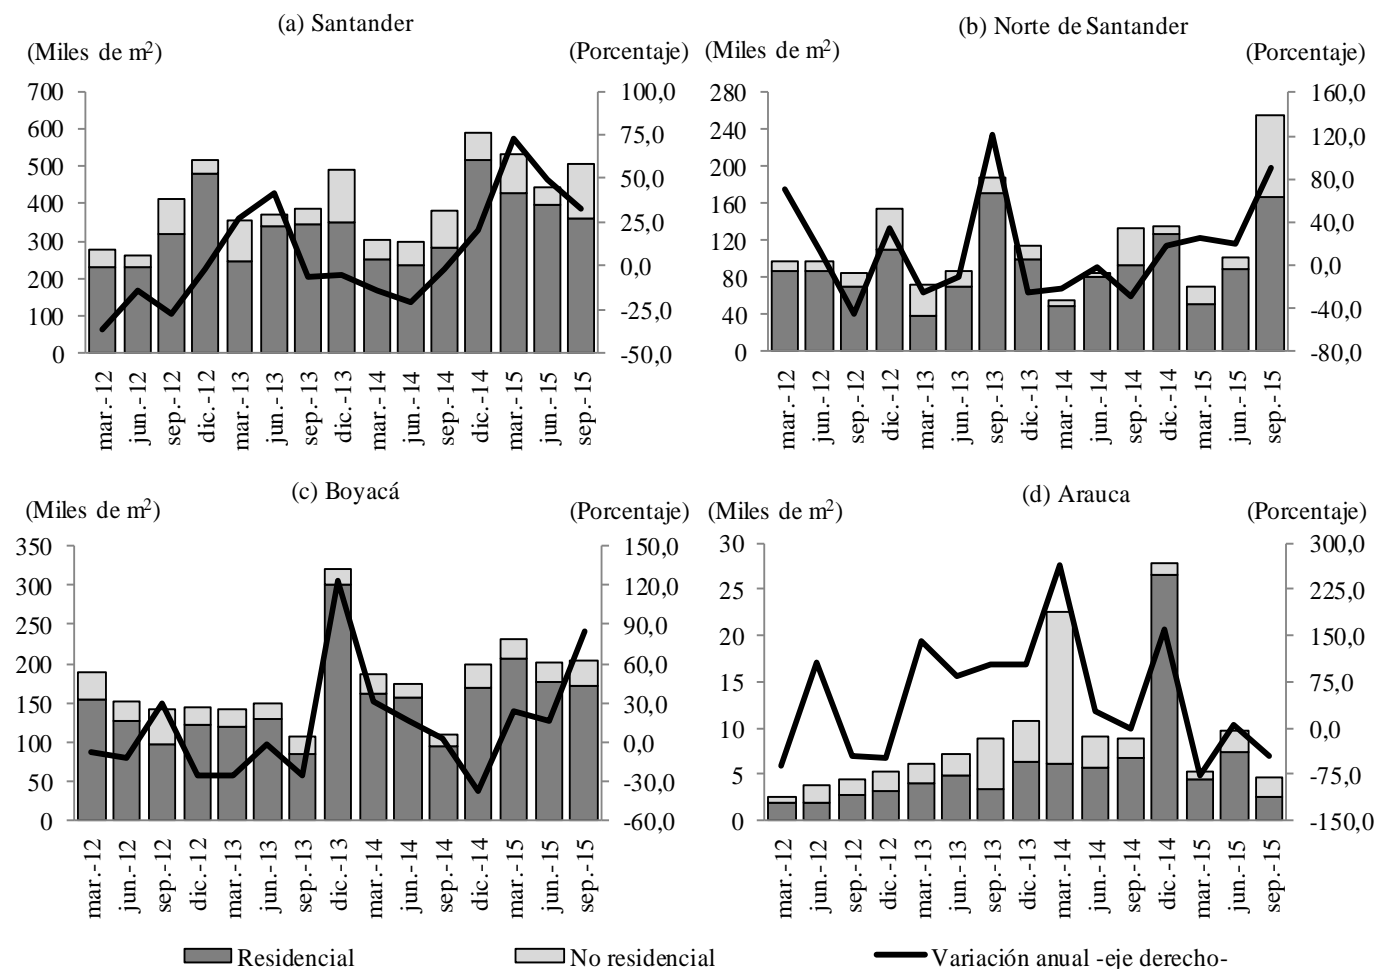 (a) Santander
(Miles de m²) (Porcentaje)
700 100,0
600 75,0
500 50,0
400 25,0
300 0,0
200 -25,0
100
0 -50,0
mar.-12 jun.-12 sep.-12 dic.-12 mar.-13 jun.-13 sep.-13 dic.-13 mar.-14 jun.-14 sep.-14 dic.-14 mar.-15 jun.-15 sep.-15
(b) Norte de Santander
(Miles de m²) (Porcentaje)
280 160,0
240 120,0
200 80,0
160 40,0
120 0,0
80 -40,0
40
0 -80,0
mar.-12 jun.-12 sep.-12 dic.-12 mar.-13 jun.-13 sep.-13 dic.-13 mar.-14 jun.-14 sep.-14 dic.-14 mar.-15 jun.-15 sep.-15
(c) Boyacá
(Miles de m²) (Porcentaje)
350 150,0
300 120,0
250 90,0
200 60,0
150 30,0
100 0,0
50 -30,0
0 -60,0
mar.-12 jun.-12 sep.-12 dic.-12 mar.-13 jun.-13 sep.-13 dic.-13 mar.-14 jun.-14 sep.-14 dic.-14 mar.-15 jun.-15 sep.-15
(d) Arauca
(Miles de m²) (Porcentaje)
30 300,0
25 225,0
20 150,0
15 75,0
10 0,0
5 -75,0
0 -150,0
mar.-12 jun.-12 sep.-12 dic.-12 mar.-13 jun.-13 sep.-13 dic.-13 mar.-14 jun.-14 sep.-14 dic.-14 mar.-15 jun.-15 sep.-15
Residencial No residencial Variación anual -eje derecho-